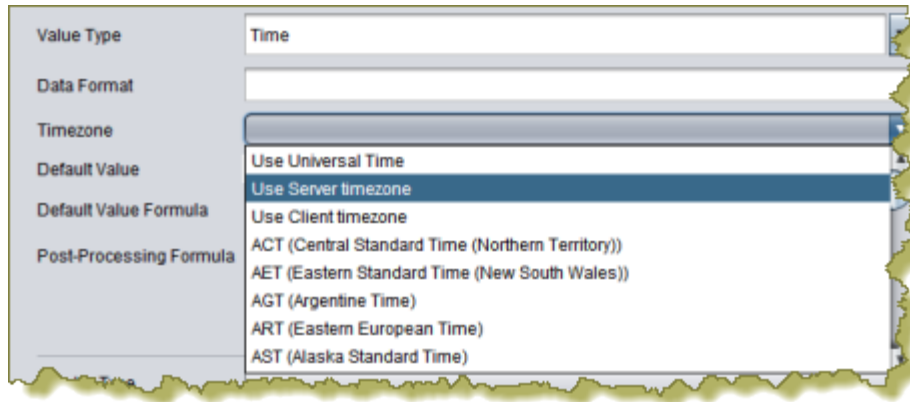 Value Type Time
Data Format
Timezone
Default Value Use Universal Time
Use Server timezone
Default Value Formula Use Client timezone
Post-Processing Formula ACT (Central Standard Time (Northern Territory))
AET (Eastern Standard Time (New South Wales))
AGT (Argentine Time)
ART (Eastern European Time)
AST (Alaska Standard Time)